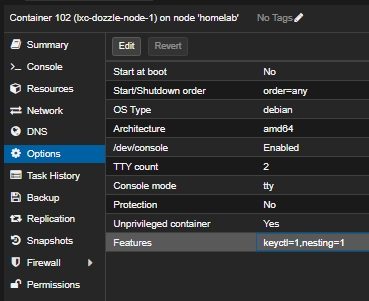 Container 102 (lxc-dozzle-node-1) on node 'homelab' No Tags
Summary
Console
Resources
Network
DNS
Options
Task History
Backup
Replication
Snapshots
Firewall
Permissions
Edit Revert
Start at boot No
Start/Shutdown order order=any
OS Type debian
Architecture amd64
/dev/console Enabled
TTY count 2
Console mode tty
Protection No
Unprivileged container Yes
Features keyctl=1,nesting=1